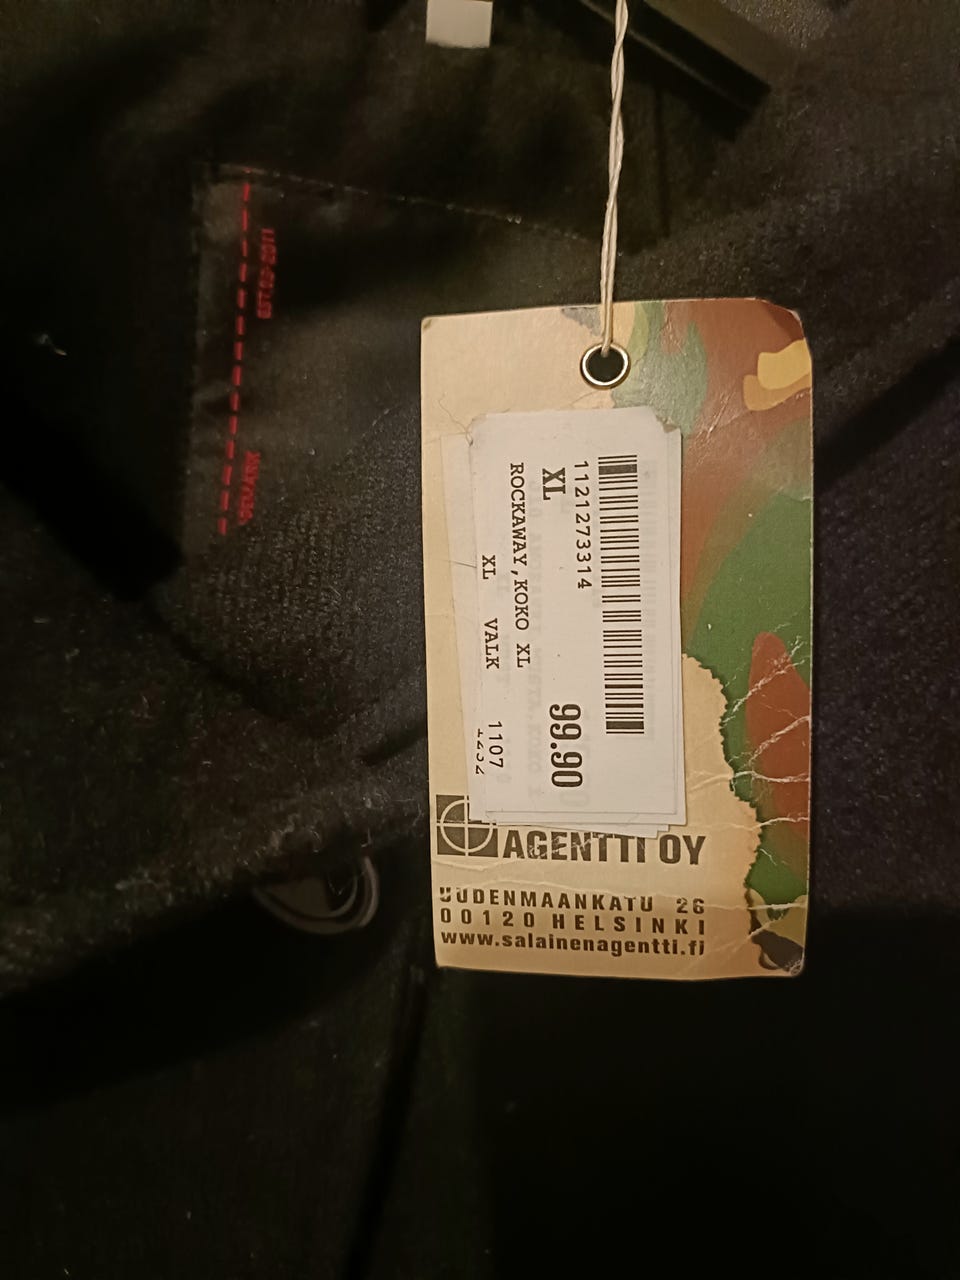 1121273314
XL
99.90
ROCKAWAY,KOKO XL
XL VALK 1107
AGENTTI OY
UUDENMAANKATU 26
00120 HELSINKI
www.salainenagentti.fi